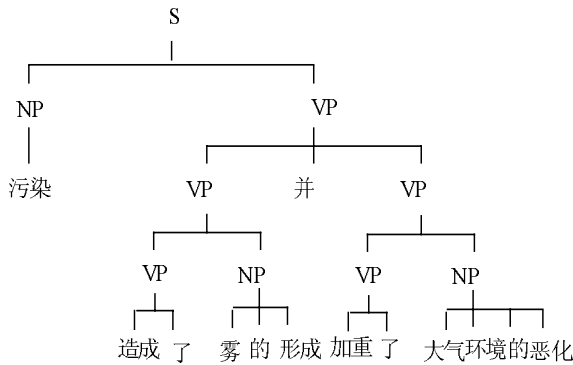 S
NP VP
污染 VP 并 VP
VP NP VP NP
造成 了 雾 的 形成 加重 了 大气环境的恶化